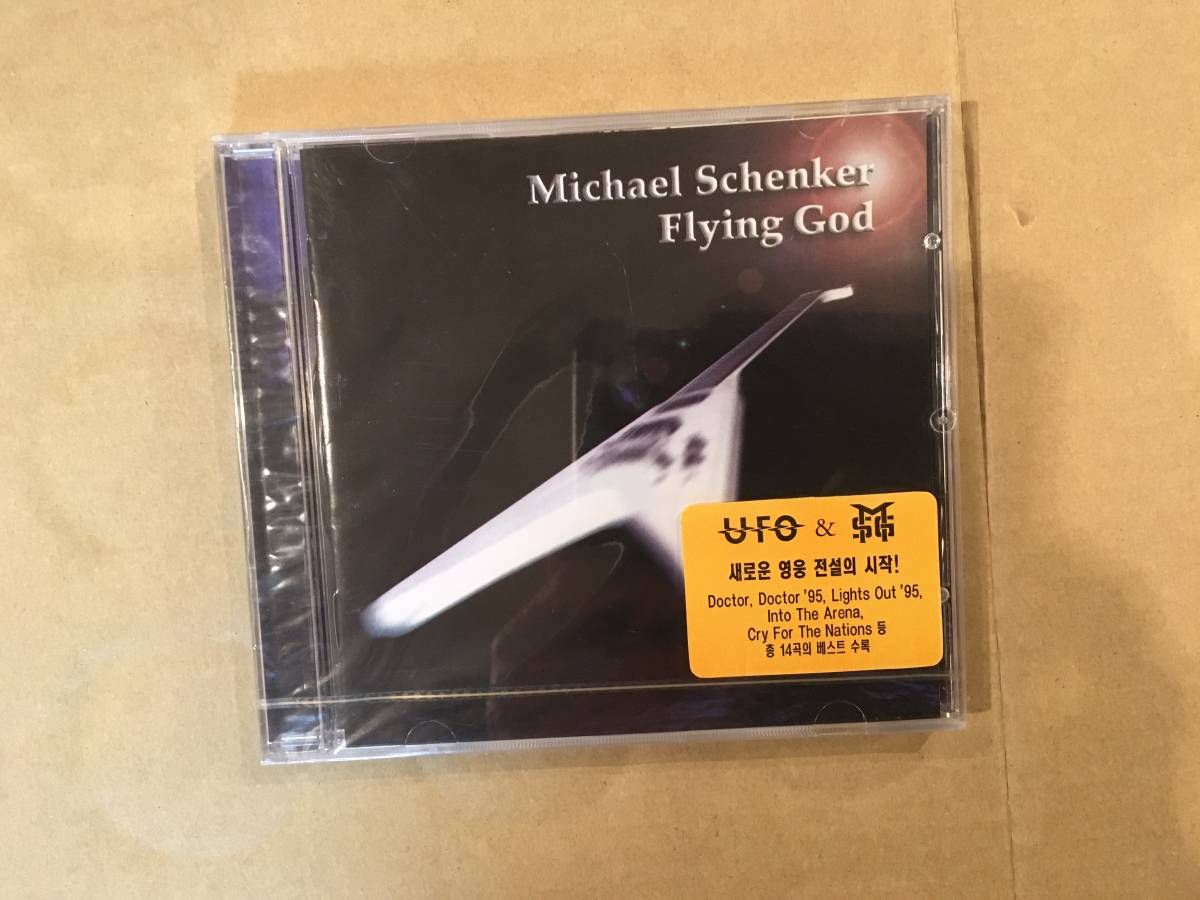 Michael Schenker
Flying God
UFO & MSG
새로운 영웅 전설의 시작!
Doctor, Doctor '95, Lights Out '95,
Into The Arena,
Cry For The Nations 등
총 14곡의 베스트 수록